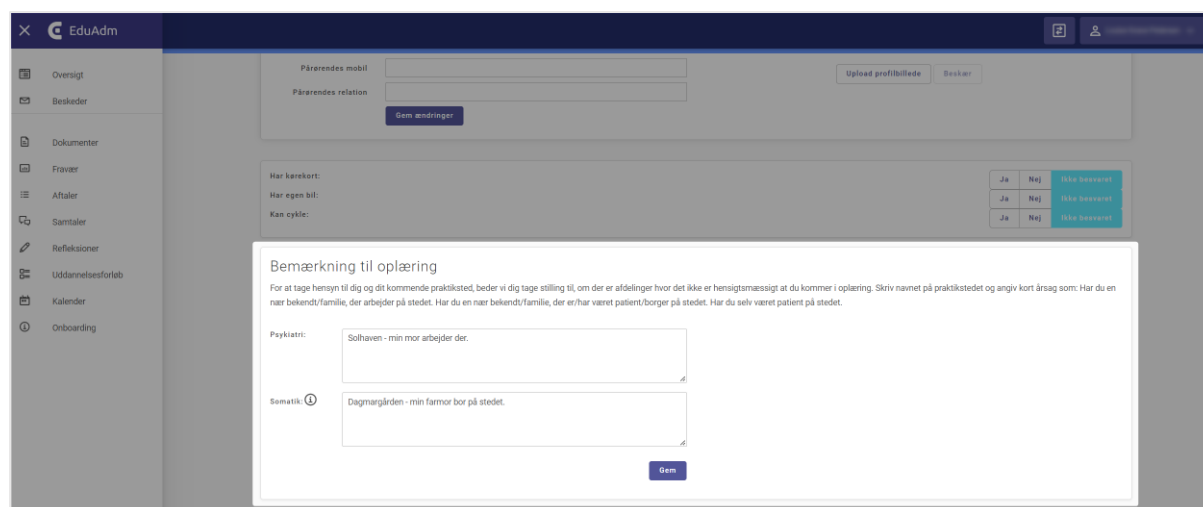 EduAdm
Oversigt
Beskeder
Dokumenter
Fravær
Aftaler
Samtaler
Refleksioner
Uddannelsesforløb
Kalender
Onboarding
Pårørendes mobil
Pårørendes relation
Gem ændringer
Upload profilbillede Beskær
Har kørekort: Ja Nej Ikke besvaret
Har egen bil: Ja Nej Ikke besvaret
Kan cykle: Ja Nej Ikke besvaret
Bemærkning til oplæring
For at tage hensyn til dig og dit kommende praktiksted, beder vi dig tage stilling til, om der er afdelinger hvor det ikke er hensigtsmæssigt at du kommer i oplæring. Skriv navnet på praktikstedet og angiv kort årsag som: Har du en
nær bekendt/familie, der arbejder på stedet. Har du en nær bekendt/familie, der er/har været patient/borger på stedet. Har du selv været patient på stedet.
Psykiatri: Solhaven - min mor arbejder der.
Somatik: Dagmargården - min farmor bor på stedet.
Gem